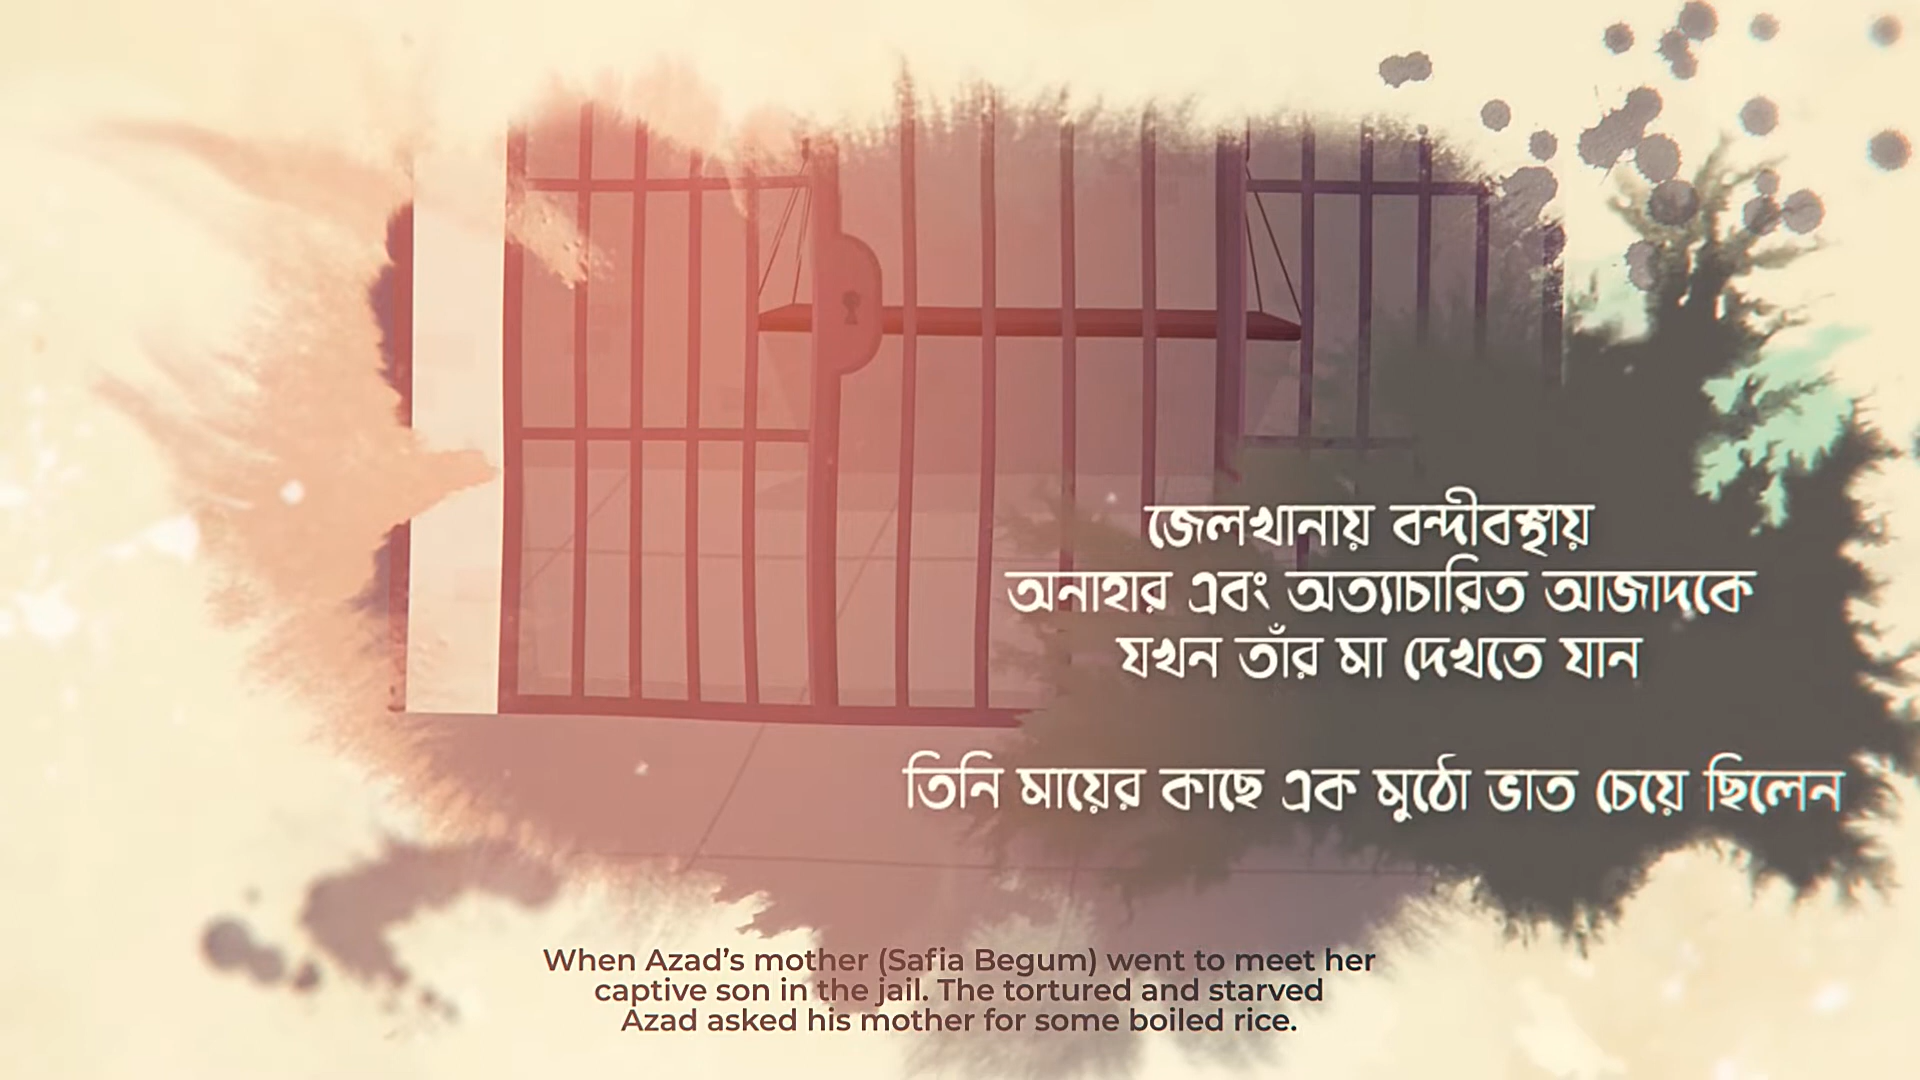 জেলখানায় বন্দীবস্থায়
অনাহার এবং অত্যাচারিত আজাদকে
যখন তাঁর মা দেখতে যান
তিনি মায়ের কাছে এক মুঠো ভাত চেয়ে ছিলেন
When Azad’s mother (Safia Begum) went to meet her
captive son in the jail. The tortured and starved
Azad asked his mother for some boiled rice.